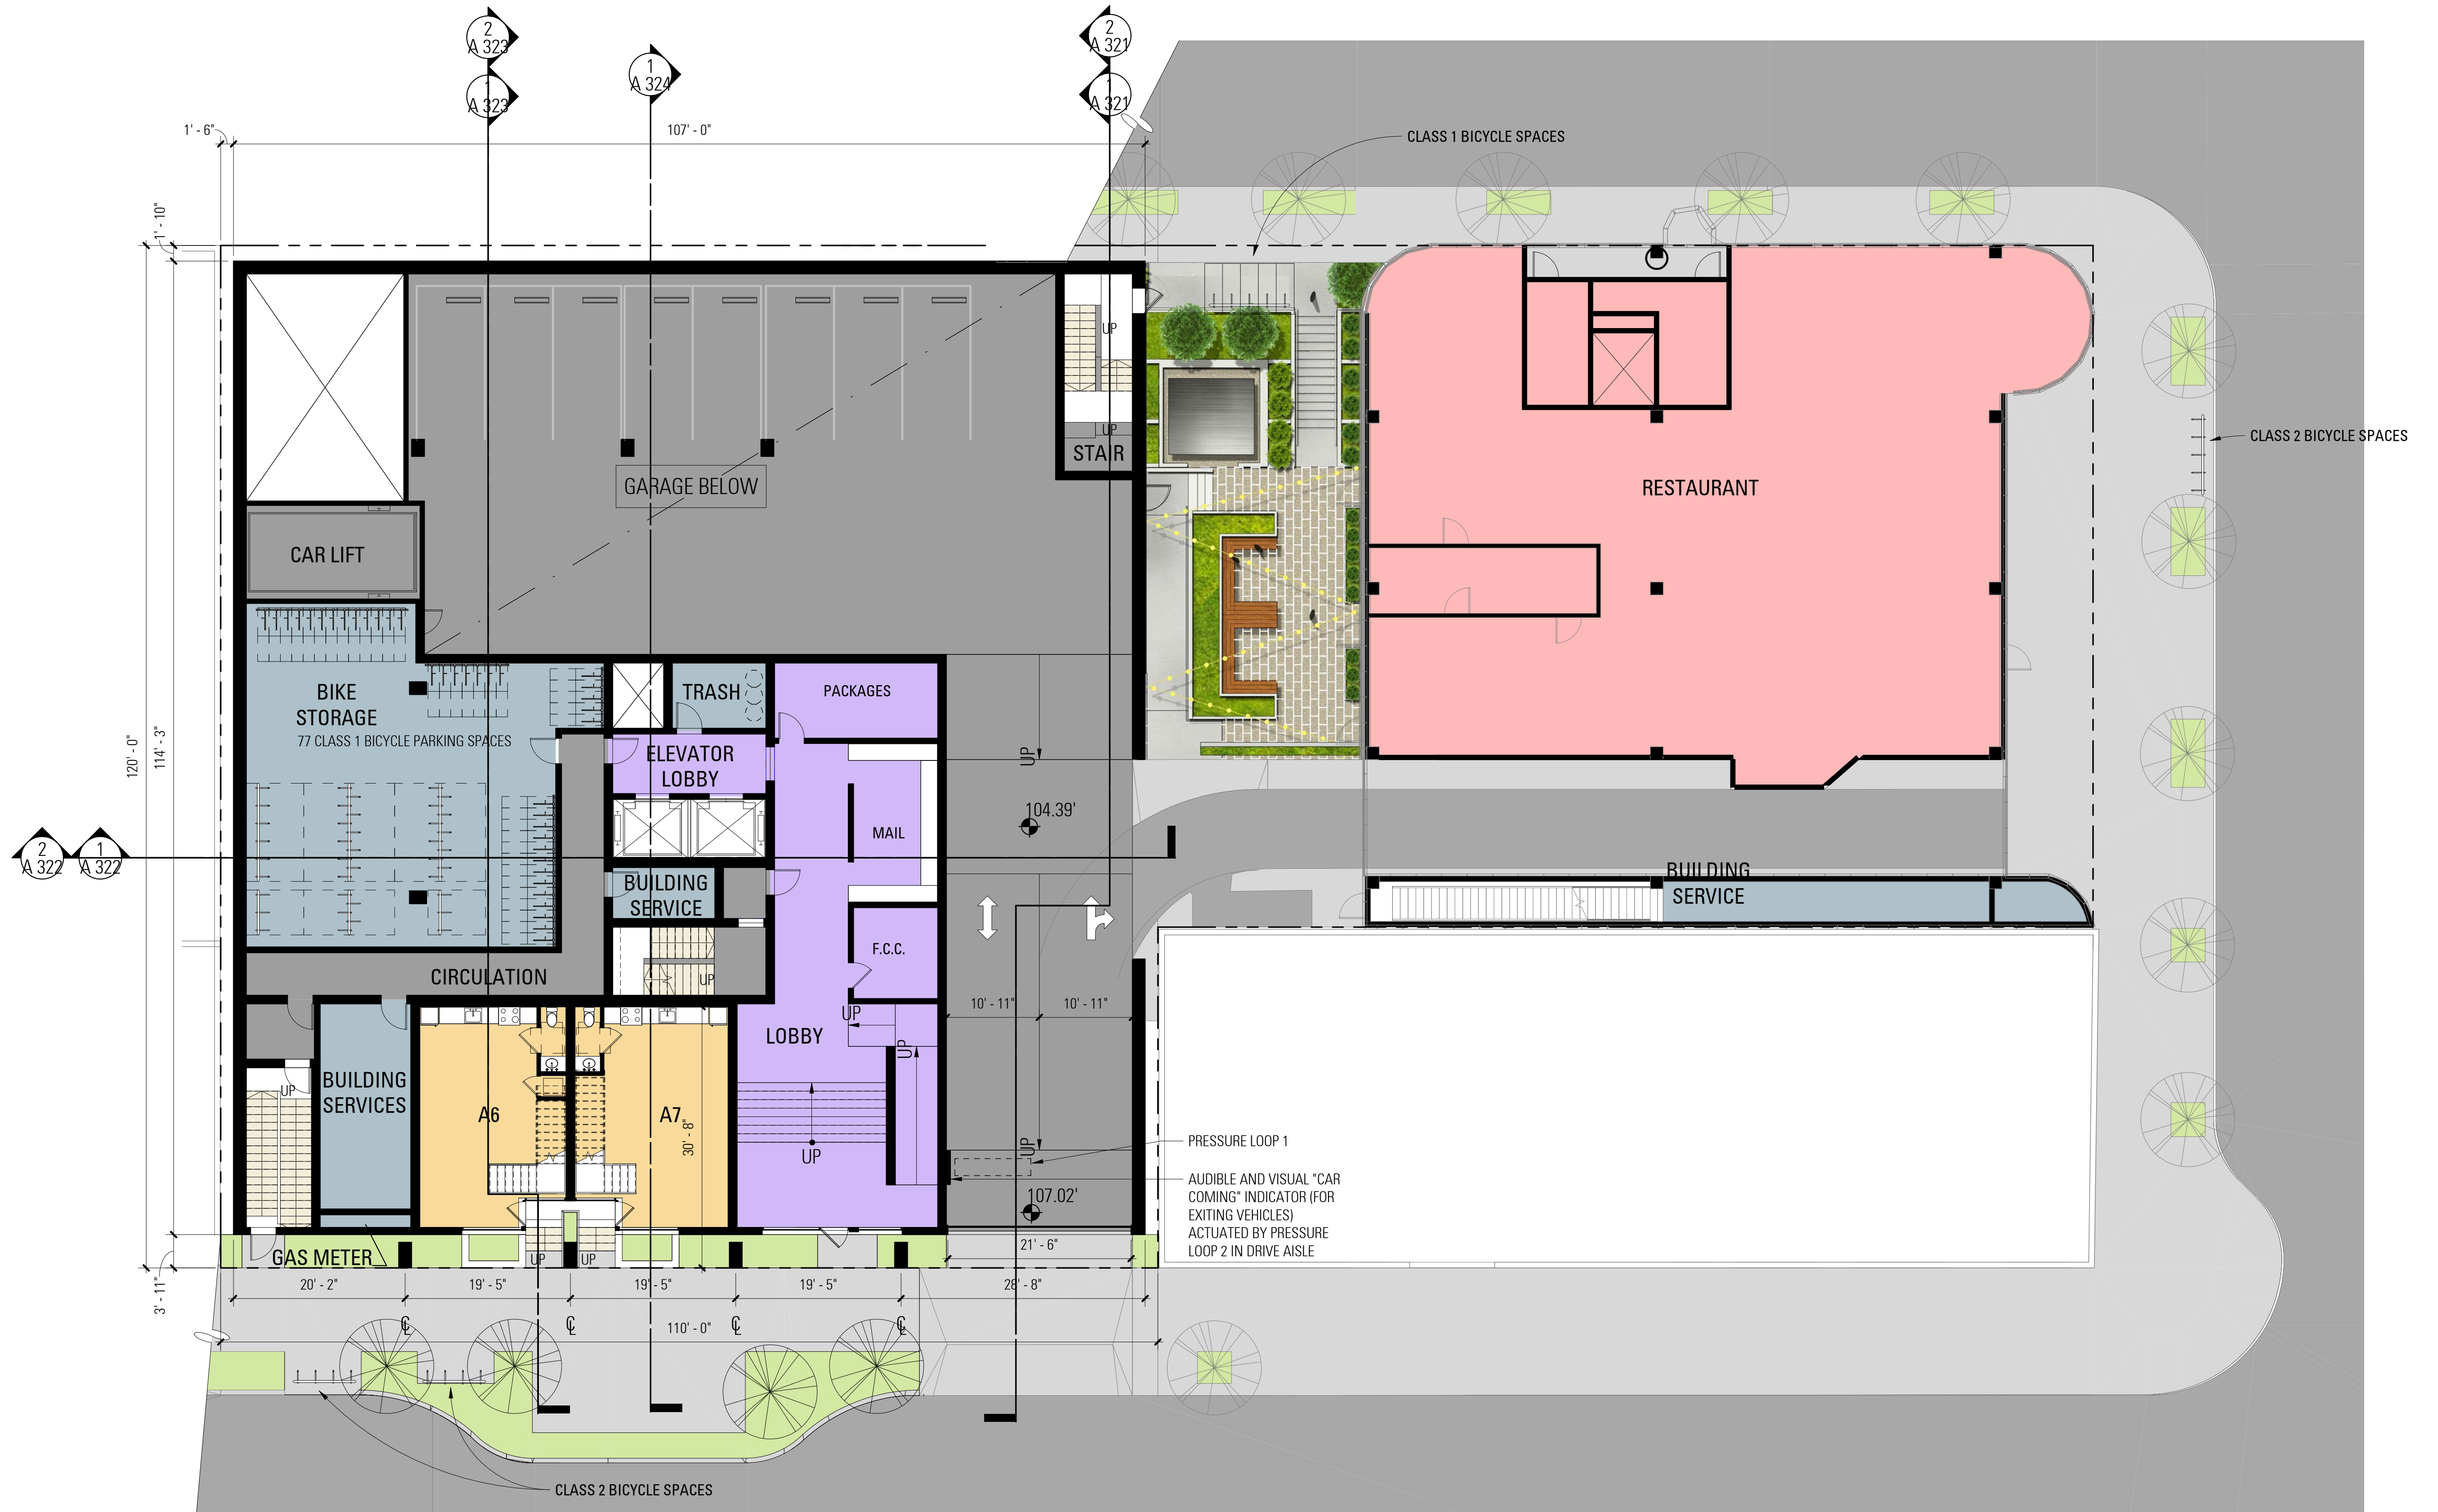 2
A 323
1
A 323
1
A 324
2
A 321
1
A 321
1' - 6"
107' - 0"
CLASS 1 BICYCLE SPACES
1' - 10"
UP
UP
STAIR
CLASS 2 BICYCLE SPACES
GARAGE BELOW
RESTAURANT
CAR LIFT
BIKE
STORAGE
77 CLASS 1 BICYCLE PARKING SPACES
TRASH
PACKAGES
ELEVATOR
LOBBY
UP
120' - 0"
114' - 3"
104.39'
MAIL
2
A 322
1
A 322
BUILDING
SERVICE
BUILDING
SERVICE
F.C.C.
CIRCULATION
UP
10' - 11"
10' - 11"
UP
LOBBY
UP
BUILDING
SERVICES
UP
A6
A7
30' - 8"
UP
UP
PRESSURE LOOP 1
AUDIBLE AND VISUAL "CAR
COMING" INDICATOR (FOR
EXITING VEHICLES)
ACTUATED BY PRESSURE
LOOP 2 IN DRIVE AISLE
107.02'
GAS METER
UP
UP
21' - 6"
3' - 11"
20' - 2"
19' - 5"
19' - 5"
19' - 5"
28' - 8"
CL
CL
CL
CL
110' - 0"
CLASS 2 BICYCLE SPACES